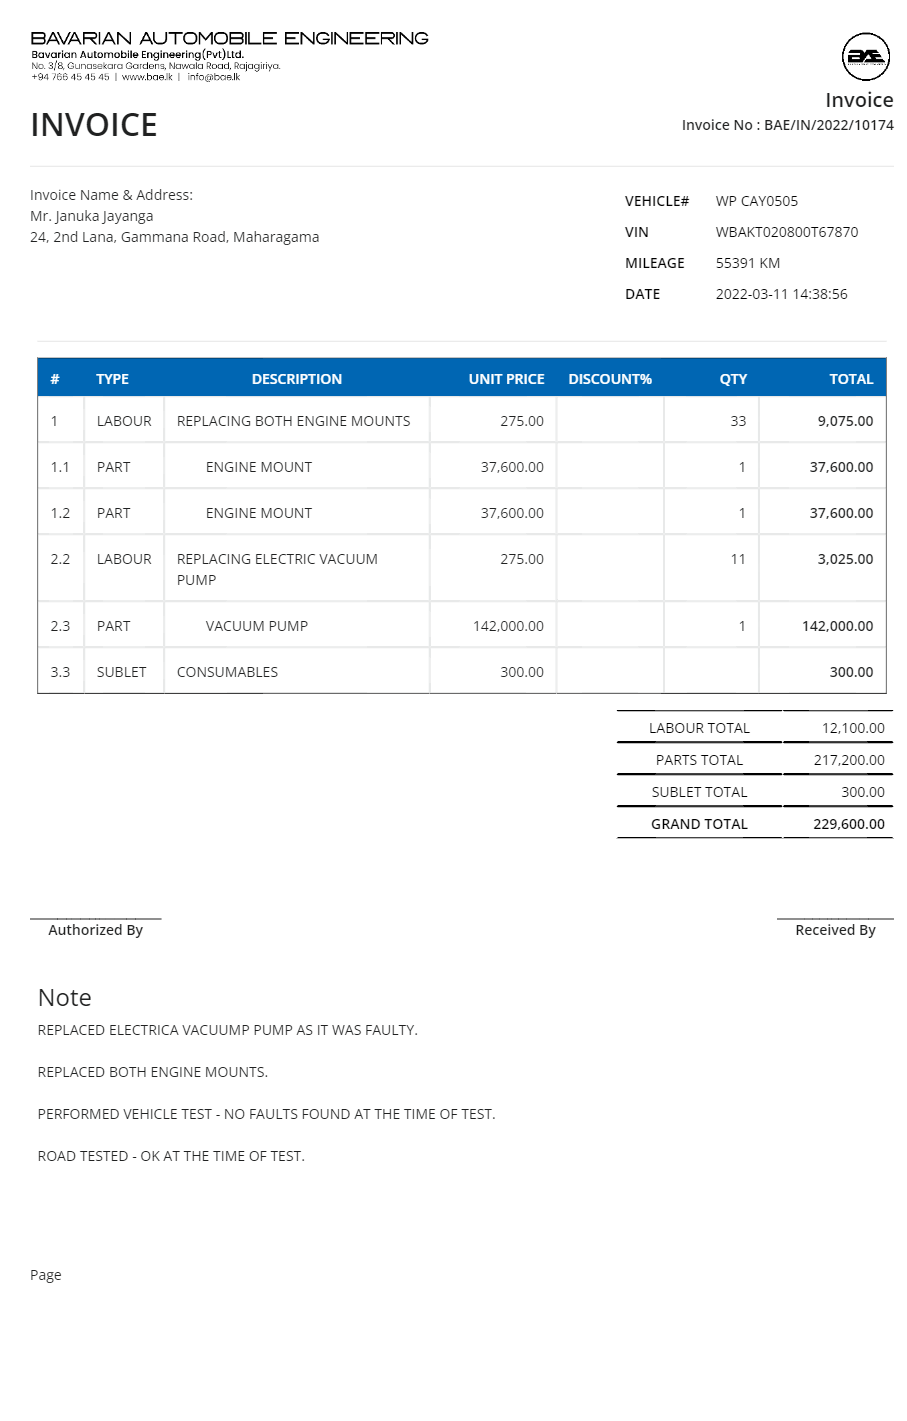 BAVARIAN AUTOMOBILE ENGINEERING
Bavarian Automobile Engineering(Pvt)Ltd.
No. 3/8, Gunasekara Gardens, Nawala Road, Rajagiriya.
+94 766 45 45 45 | www.bae.lk | info@bae.lk
BAE
Invoice
INVOICE
Invoice No : BAE/IN/2022/10174
Invoice Name & Address:
Mr. Januka Jayanga
24, 2nd Lana, Gammana Road, Maharagama
VEHICLE# WP CAY0505
VIN WBAKT020800T67870
MILEAGE 55391 KM
DATE 2022-03-11 14:38:56
# TYPE DESCRIPTION UNIT PRICE DISCOUNT% QTY TOTAL
1 LABOUR REPLACING BOTH ENGINE MOUNTS 275.00 33 9,075.00
1.1 PART ENGINE MOUNT 37,600.00 1 37,600.00
1.2 PART ENGINE MOUNT 37,600.00 1 37,600.00
2.2 LABOUR REPLACING ELECTRIC VACUUM 275.00 11 3,025.00
PUMP
2.3 PART VACUUM PUMP 142,000.00 1 142,000.00
3.3 SUBLET CONSUMABLES 300.00 300.00
LABOUR TOTAL 12,100.00
PARTS TOTAL 217,200.00
SUBLET TOTAL 300.00
GRAND TOTAL 229,600.00
Authorized By Received By
Note
REPLACED ELECTRICA VACUUMP PUMP AS IT WAS FAULTY.
REPLACED BOTH ENGINE MOUNTS.
PERFORMED VEHICLE TEST - NO FAULTS FOUND AT THE TIME OF TEST.
ROAD TESTED - OK AT THE TIME OF TEST.
Page